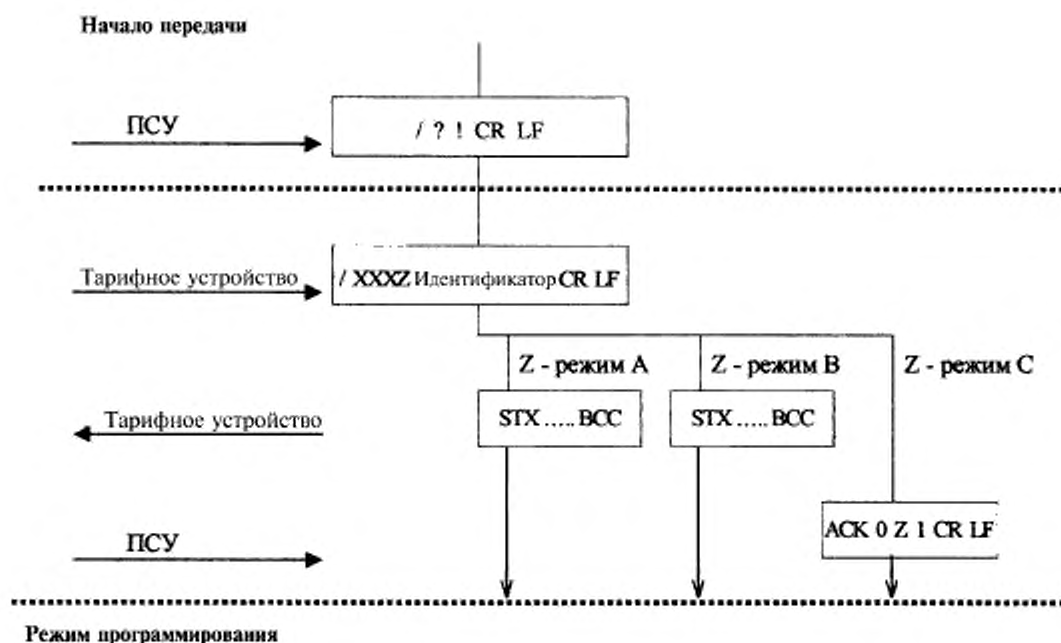 Начало передачи
ПСУ
/ ? ! CR LF
Тарифное устройство
/ XXXZ Идентификатор CR LF
Z - режим A
Z - режим B
Z - режим C
Тарифное устройство
STX ..... BCC
STX ..... BCC
ПСУ
ACK 0 Z 1 CR LF
Режим программирования